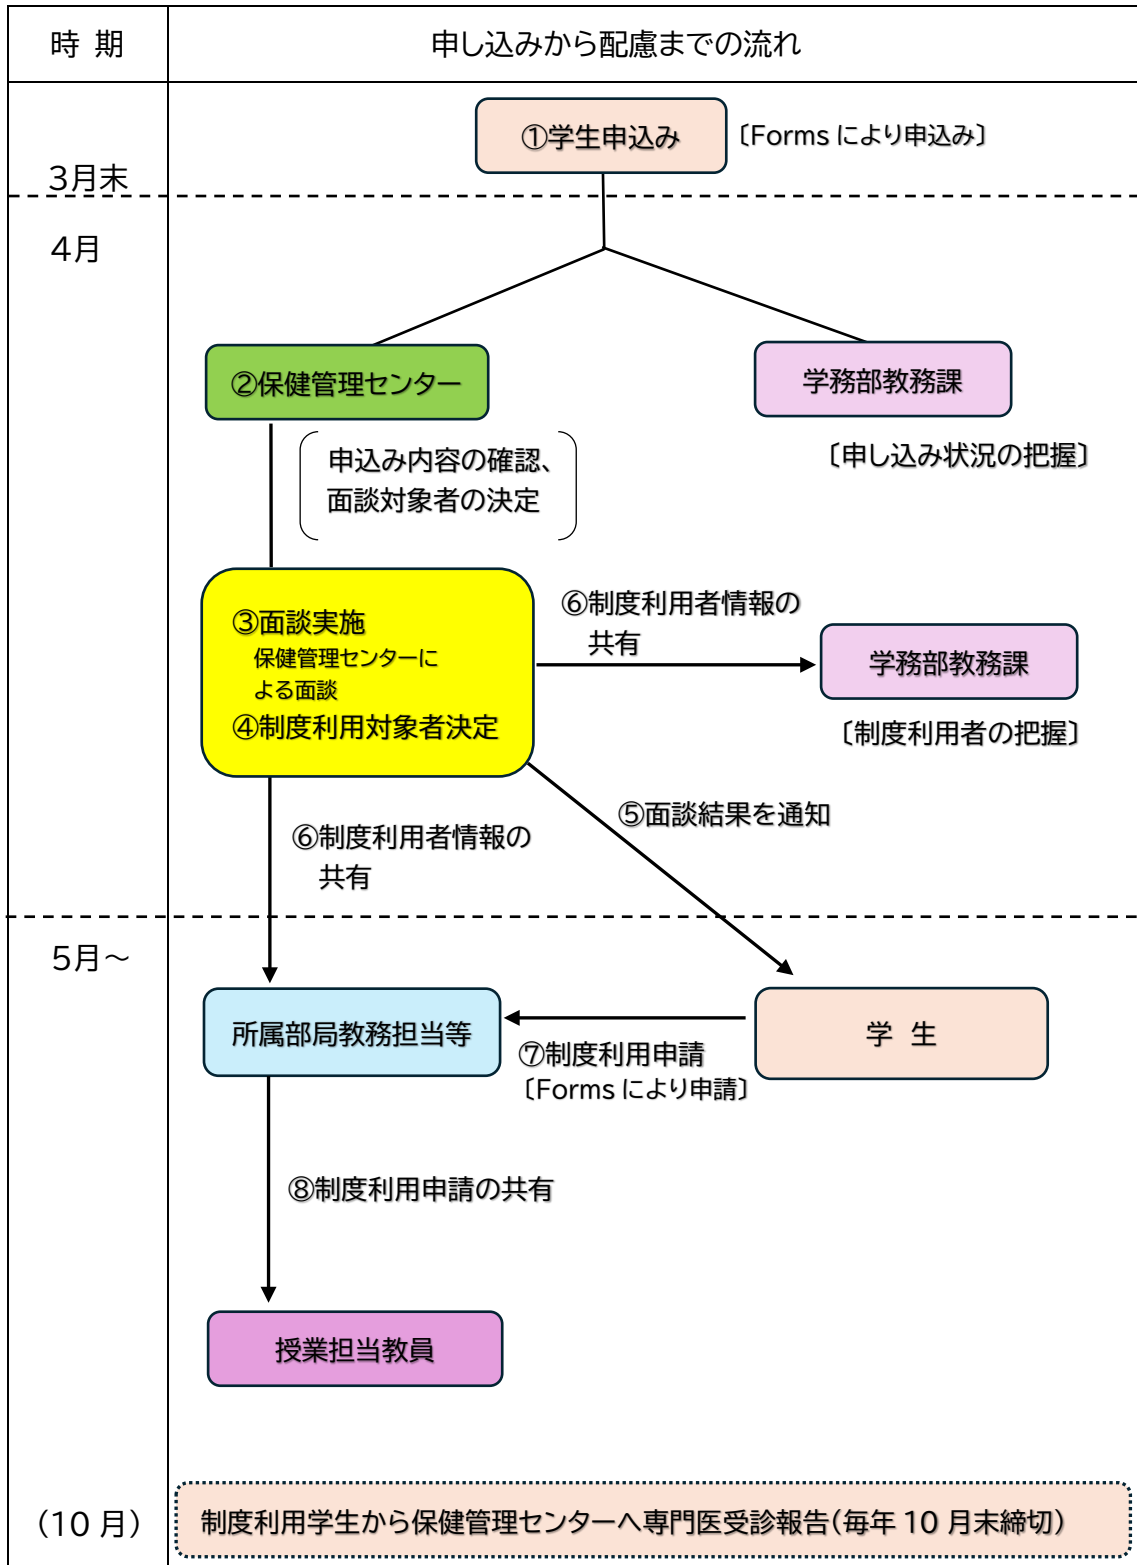 時 期
申し込みから配慮までの流れ
①学生申込み
〔Forms により申込み〕
3月末
4月
②保健管理センター
学務部教務課
申込み内容の確認、
面談対象者の決定
〔申し込み状況の把握〕
③面談実施
保健管理センターに
よる面談
④制度利用対象者決定
⑥制度利用者情報の
共有
学務部教務課
〔制度利用者の把握〕
⑤面談結果を通知
⑥制度利用者情報の
共有
5月～
所属部局教務担当等
学 生
⑦制度利用申請
〔Forms により申請〕
⑧制度利用申請の共有
授業担当教員
(10 月)
制度利用学生から保健管理センターへ専門医受診報告(毎年 10 月末締切)